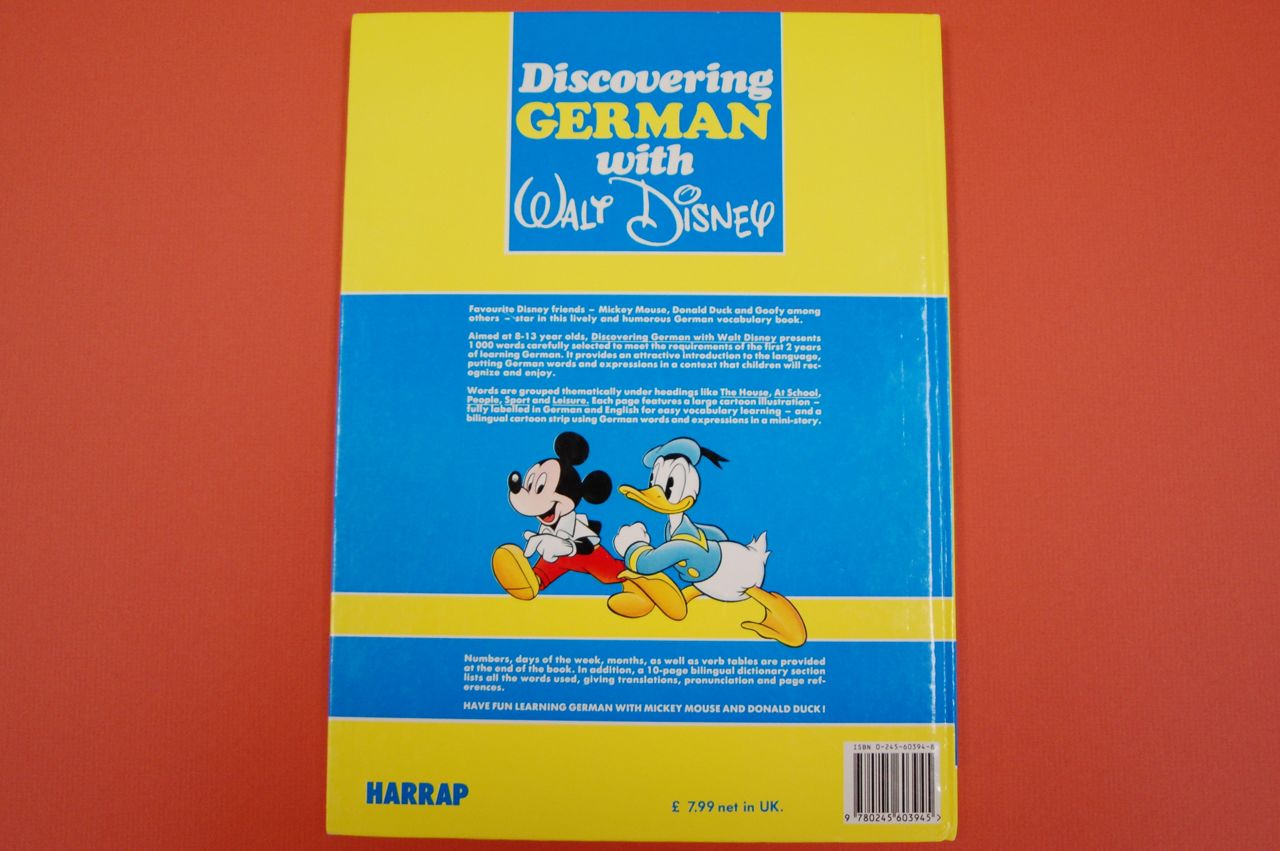 Discovering
GERMAN
with
WALT DISNEY
Favourite Disney friends – Mickey Mouse, Donald Duck and Goofy among
others – star in this lively and humorous German vocabulary book.
Aimed at 8-13 year olds, Discovering German with Walt Disney presents
1 000 words carefully selected to meet the requirements of the first 2 years
of learning German. It provides an attractive introduction to the language,
putting German words and expressions in a context that children will rec-
ognize and enjoy.
Words are grouped thematically under headings like The House, At School,
People, Sport and Leisure. Each page features a large cartoon illustration –
fully labelled in German and English for easy vocabulary learning – and a
bilingual cartoon strip using German words and expressions in a mini-story.
Numbers, days of the week, months, as well as verb tables are provided
at the end of the book. In addition, a 10-page bilingual dictionary section
lists all the words used, giving translations, pronunciation and page ref-
erences.
HAVE FUN LEARNING GERMAN WITH MICKEY MOUSE AND DONALD DUCK !
HARRAP
£ 7.99 net in UK.
ISBN 0-245-60394-8
9 780245 603945 >